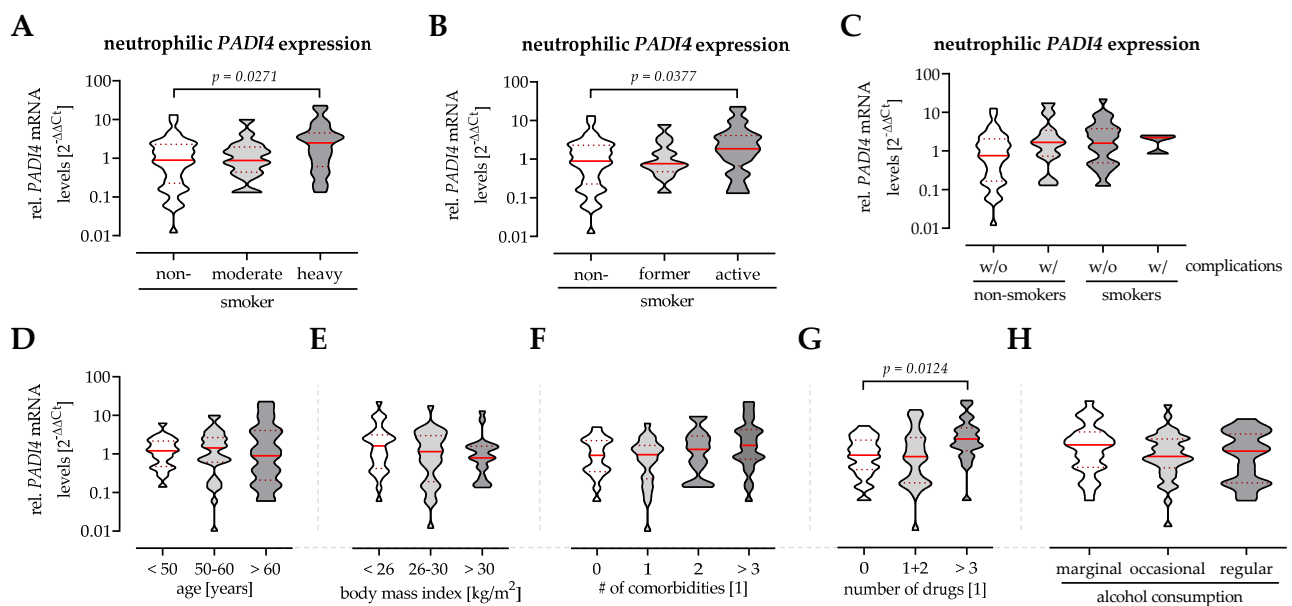 A
neutrophilic PADI4 expression
rel. PADI4 mRNA
levels [2^-ΔΔCt]
100
10
1
0.1
0.01
p = 0.0271
non- moderate heavy
smoker
B
neutrophilic PADI4 expression
rel. PADI4 mRNA
levels [2^-ΔΔCt]
100
10
1
0.1
0.01
p = 0.0377
non- former active
smoker
C
neutrophilic PADI4 expression
rel. PADI4 mRNA
levels [2^-ΔΔCt]
100
10
1
0.1
0.01
w/o w/ w/o w/ complications
non-smokers smokers
D
rel. PADI4 mRNA
levels [2^-ΔΔCt]
100
10
1
0.1
0.01
< 50 50-60 > 60
age [years]
E
< 26 26-30 > 30
body mass index [kg/m²]
F
0 1 2 > 3
# of comorbidities [1]
G
p = 0.0124
0 1+2 > 3
number of drugs [1]
H
marginal occasional regular
alcohol consumption